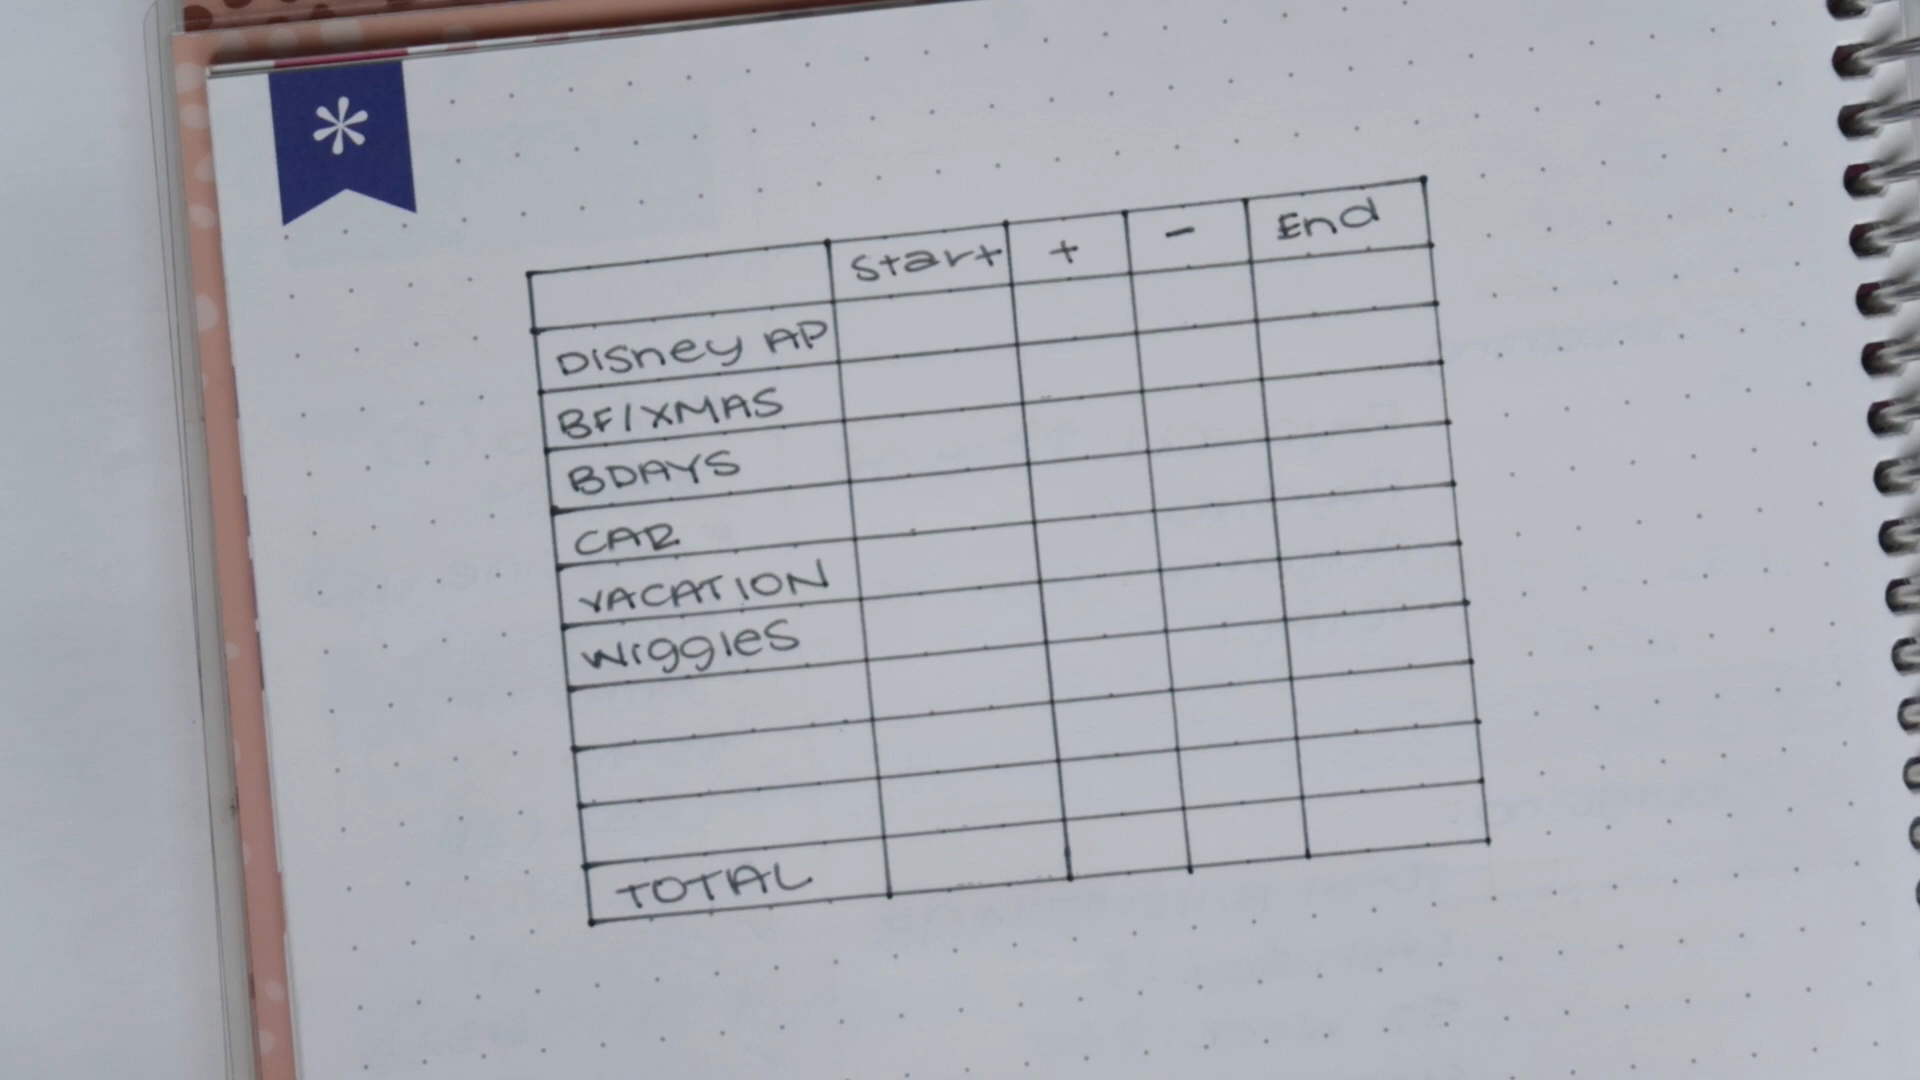 Start + - End
Disney AP
BF/XMAS
BDAYS
CAR
VACATION
Wiggles
TOTAL